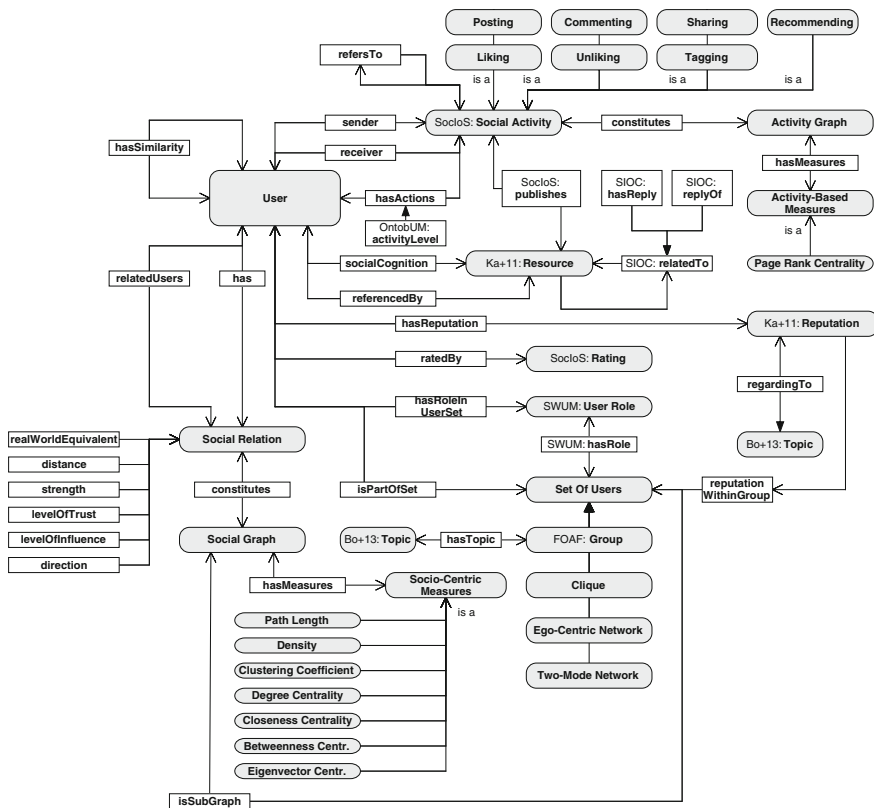 Posting
Commenting
Sharing
Recommending
refersTo
Liking
Unliking
Tagging
is a
is a
is a
is a
sender
SocIoS: Social Activity
constitutes
Activity Graph
hasSimilarity
receiver
hasMeasures
User
hasActions
SocIoS:
publishes
SIOC:
hasReply
SIOC:
replyOf
Activity-Based
Measures
OntobUM:
activityLevel
is a
relatedUsers
has
socialCognition
Ka+11: Resource
SIOC: relatedTo
Page Rank Centrality
referencedBy
hasReputation
Ka+11: Reputation
ratedBy
SocIoS: Rating
regardingTo
hasRoleIn
UserSet
SWUM: User Role
realWorldEquivalent
Social Relation
SWUM: hasRole
Bo+13: Topic
distance
strength
constitutes
isPartOfSet
Set Of Users
reputation
WithinGroup
levelOfTrust
levelOfInfluence
Social Graph
Bo+13: Topic
hasTopic
FOAF: Group
direction
hasMeasures
Socio-Centric
Measures
Clique
is a
Path Length
Ego-Centric Network
Density
Clustering Coefficient
Two-Mode Network
Degree Centrality
Closeness Centrality
Betweenness Centr.
Eigenvector Centr.
isSubGraph